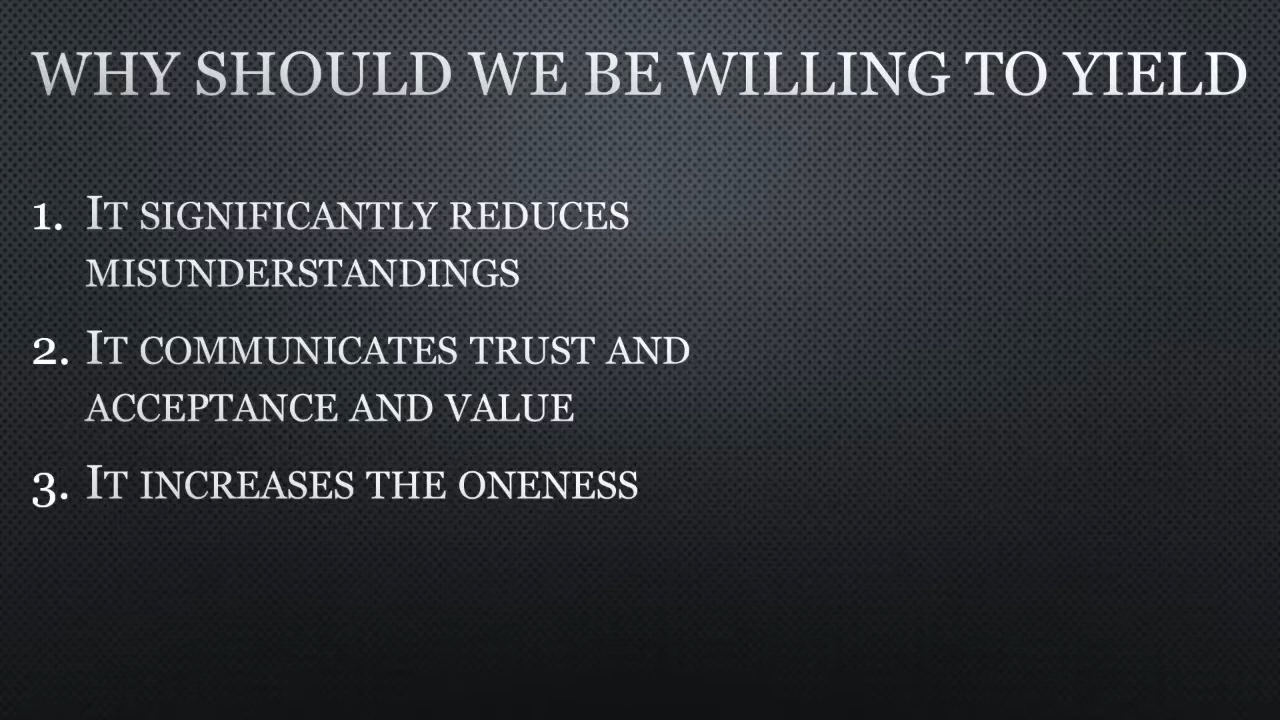 WHY SHOULD WE BE WILLING TO YIELD
1. IT SIGNIFICANTLY REDUCES
MISUNDERSTANDINGS
2. IT COMMUNICATES TRUST AND
ACCEPTANCE AND VALUE
3. IT INCREASES THE ONENESS